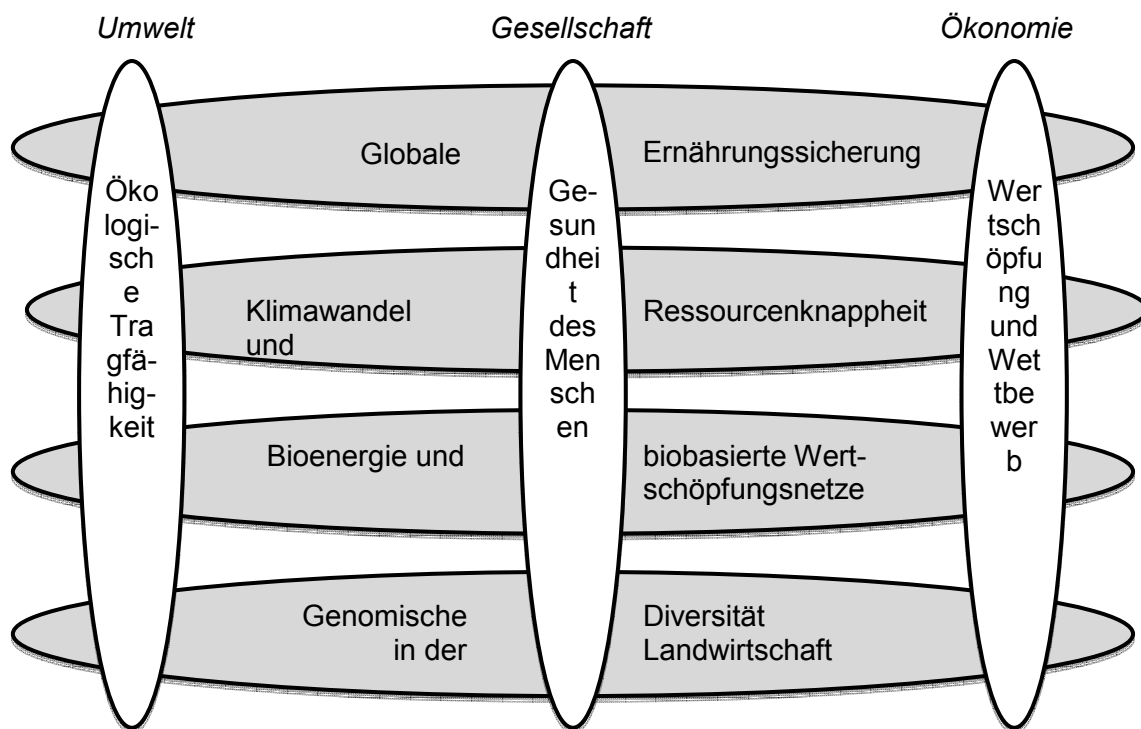 Umwelt
Gesellschaft
Ökonomie
Globale
Ernährungssicherung
Klimawandel
und
Ressourcenknappheit
Bioenergie und
biobasierte Wert-
schöpfungsnetze
Genomische
in der
Diversität
Landwirtschaft
Öko
logi-
sch
e
Tra
gfä-
hig-
keit
Ge-
sun
dhei
t
des
Men
sch
en
Wer
tsch
öpfu
ng
und
Wet
tbe
wer
b